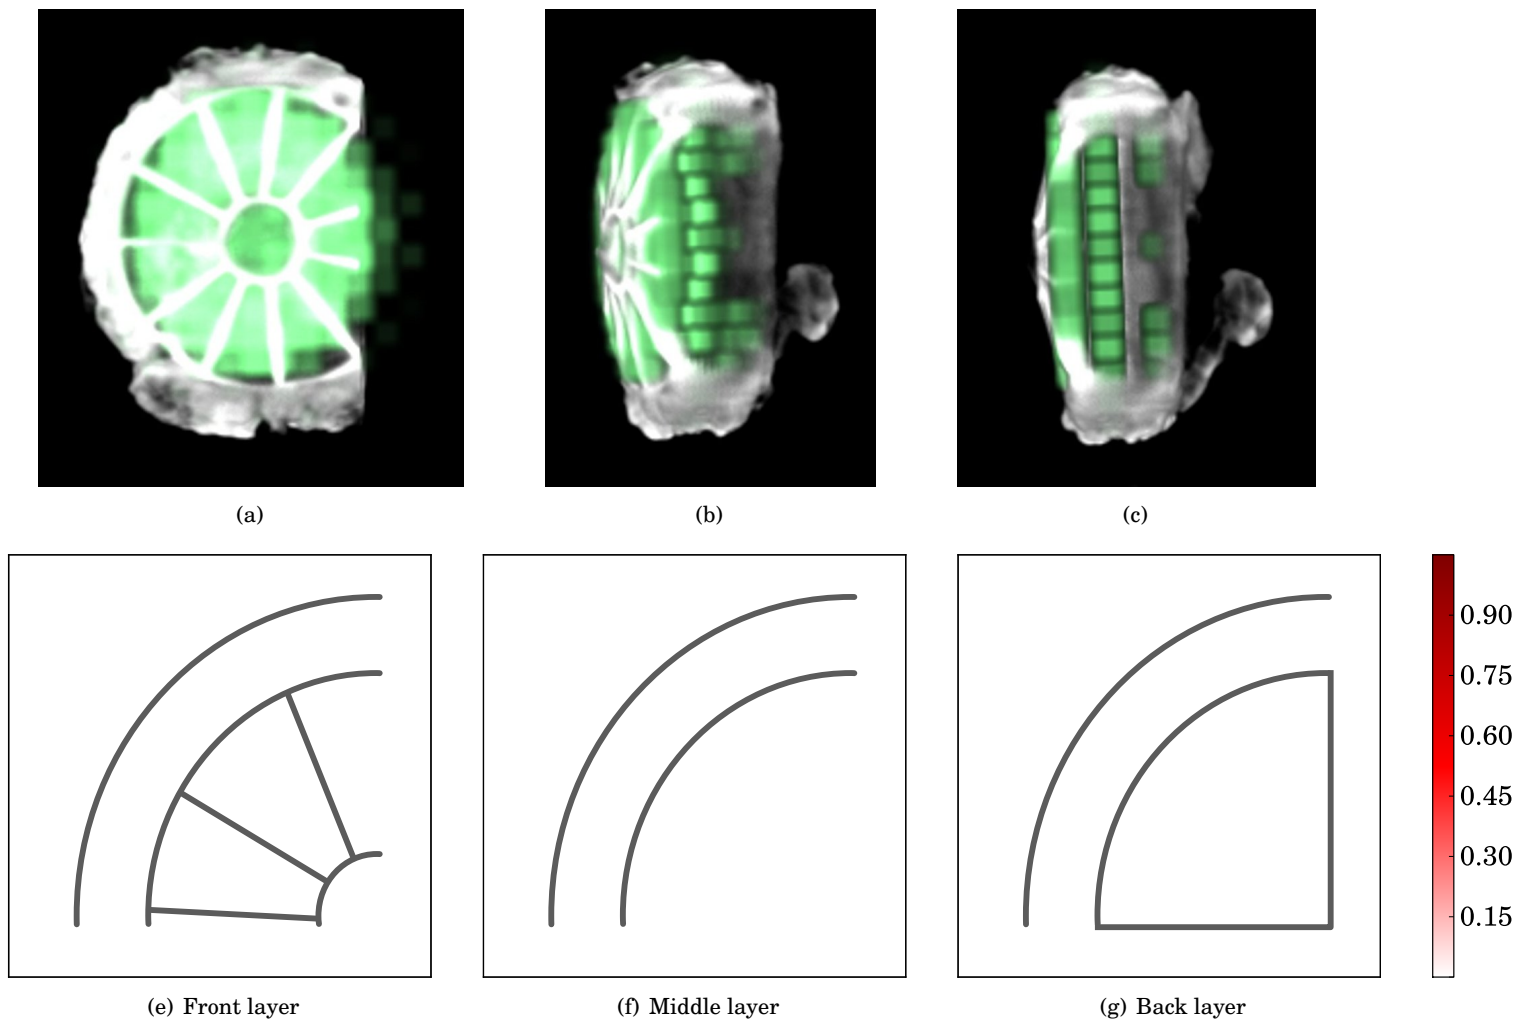 (a)
(b)
(c)
0.90
0.75
0.60
0.45
0.30
0.15
(e) Front layer
(f) Middle layer
(g) Back layer